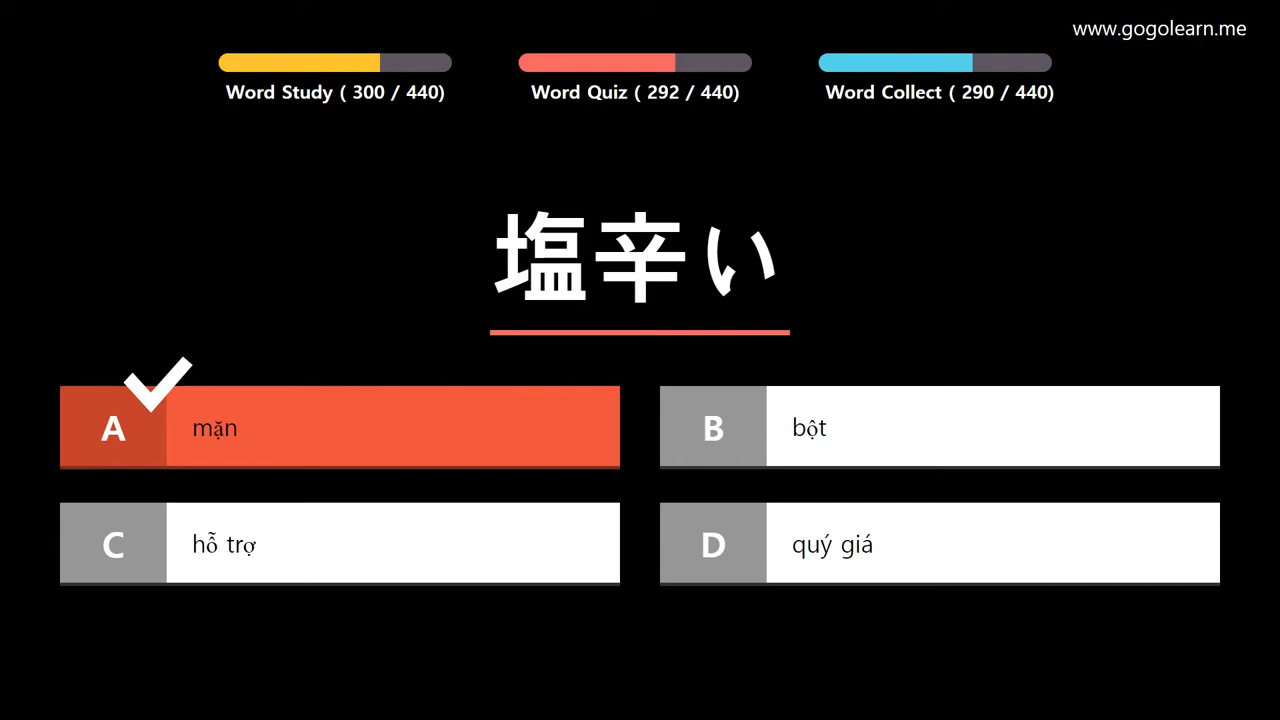 www.gogolearn.me
Word Study ( 300 / 440)
Word Quiz ( 292 / 440)
Word Collect ( 290 / 440)
塩辛い
A mặn
B bột
C hỗ trợ
D quý giá